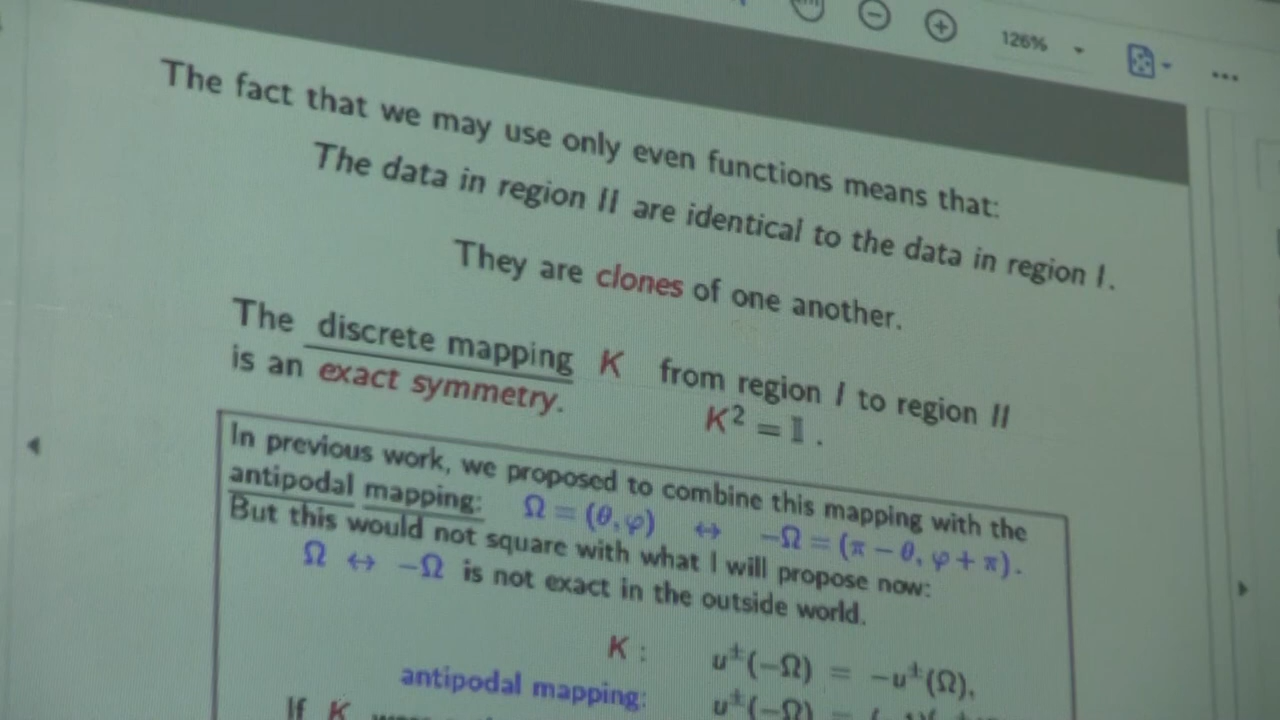 126%
The fact that we may use only even functions means that:
The data in region II are identical to the data in region I.
They are clones of one another.
The discrete mapping K from region I to region II
is an exact symmetry. K² = 𝕀 .
In previous work, we proposed to combine this mapping with the
antipodal mapping: Ω = (θ, φ) ↔ −Ω = (π − θ, φ + π).
But this would not square with what I will propose now:
Ω ↔ −Ω is not exact in the outside world.
K : u±(−Ω) = −u±(Ω),
antipodal mapping: u±(−Ω) =
If K